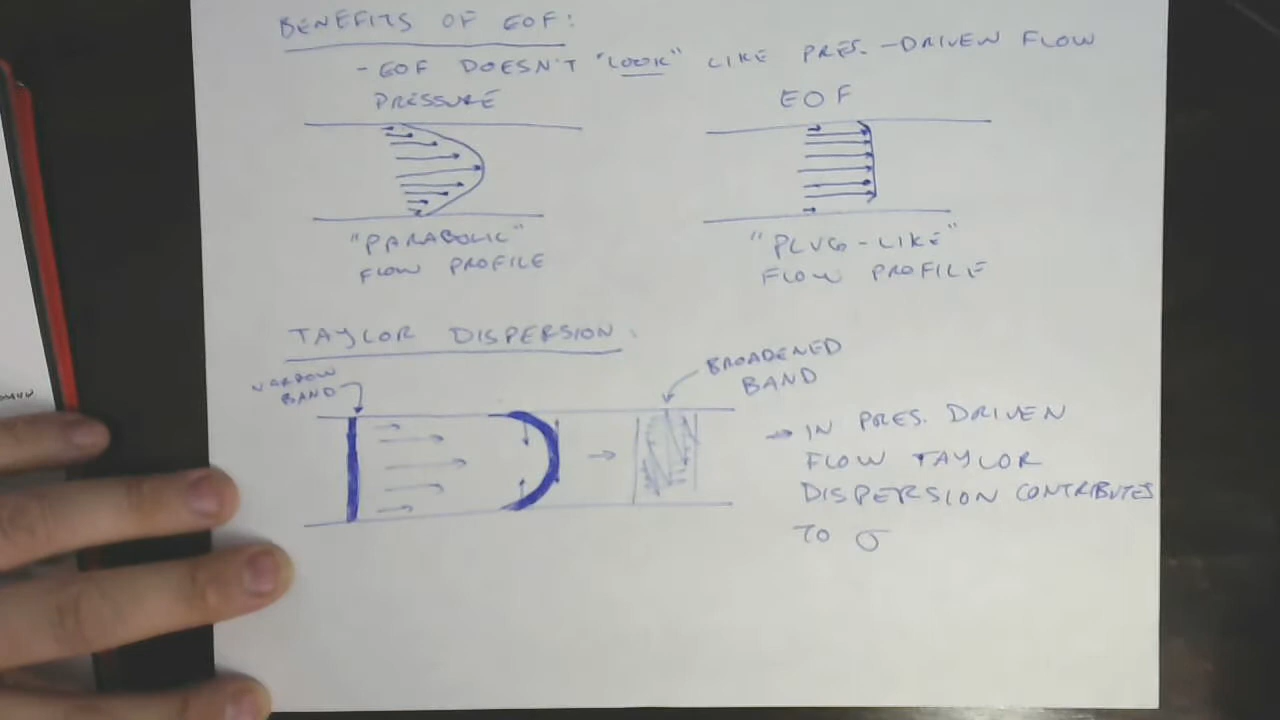 BENEFITS OF EOF:
- EOF DOESN'T "LOOK" LIKE PRES. -DRIVEN FLOW
PRESSURE
EOF
"PARABOLIC"
FLOW PROFILE
"PLUG-LIKE"
FLOW PROFILE
TAYLOR DISPERSION:
NARROW
BAND
BROADENED
BAND
→ IN PRES. DRIVEN
FLOW TAYLOR
DISPERSION CONTRIBUTES
TO σ